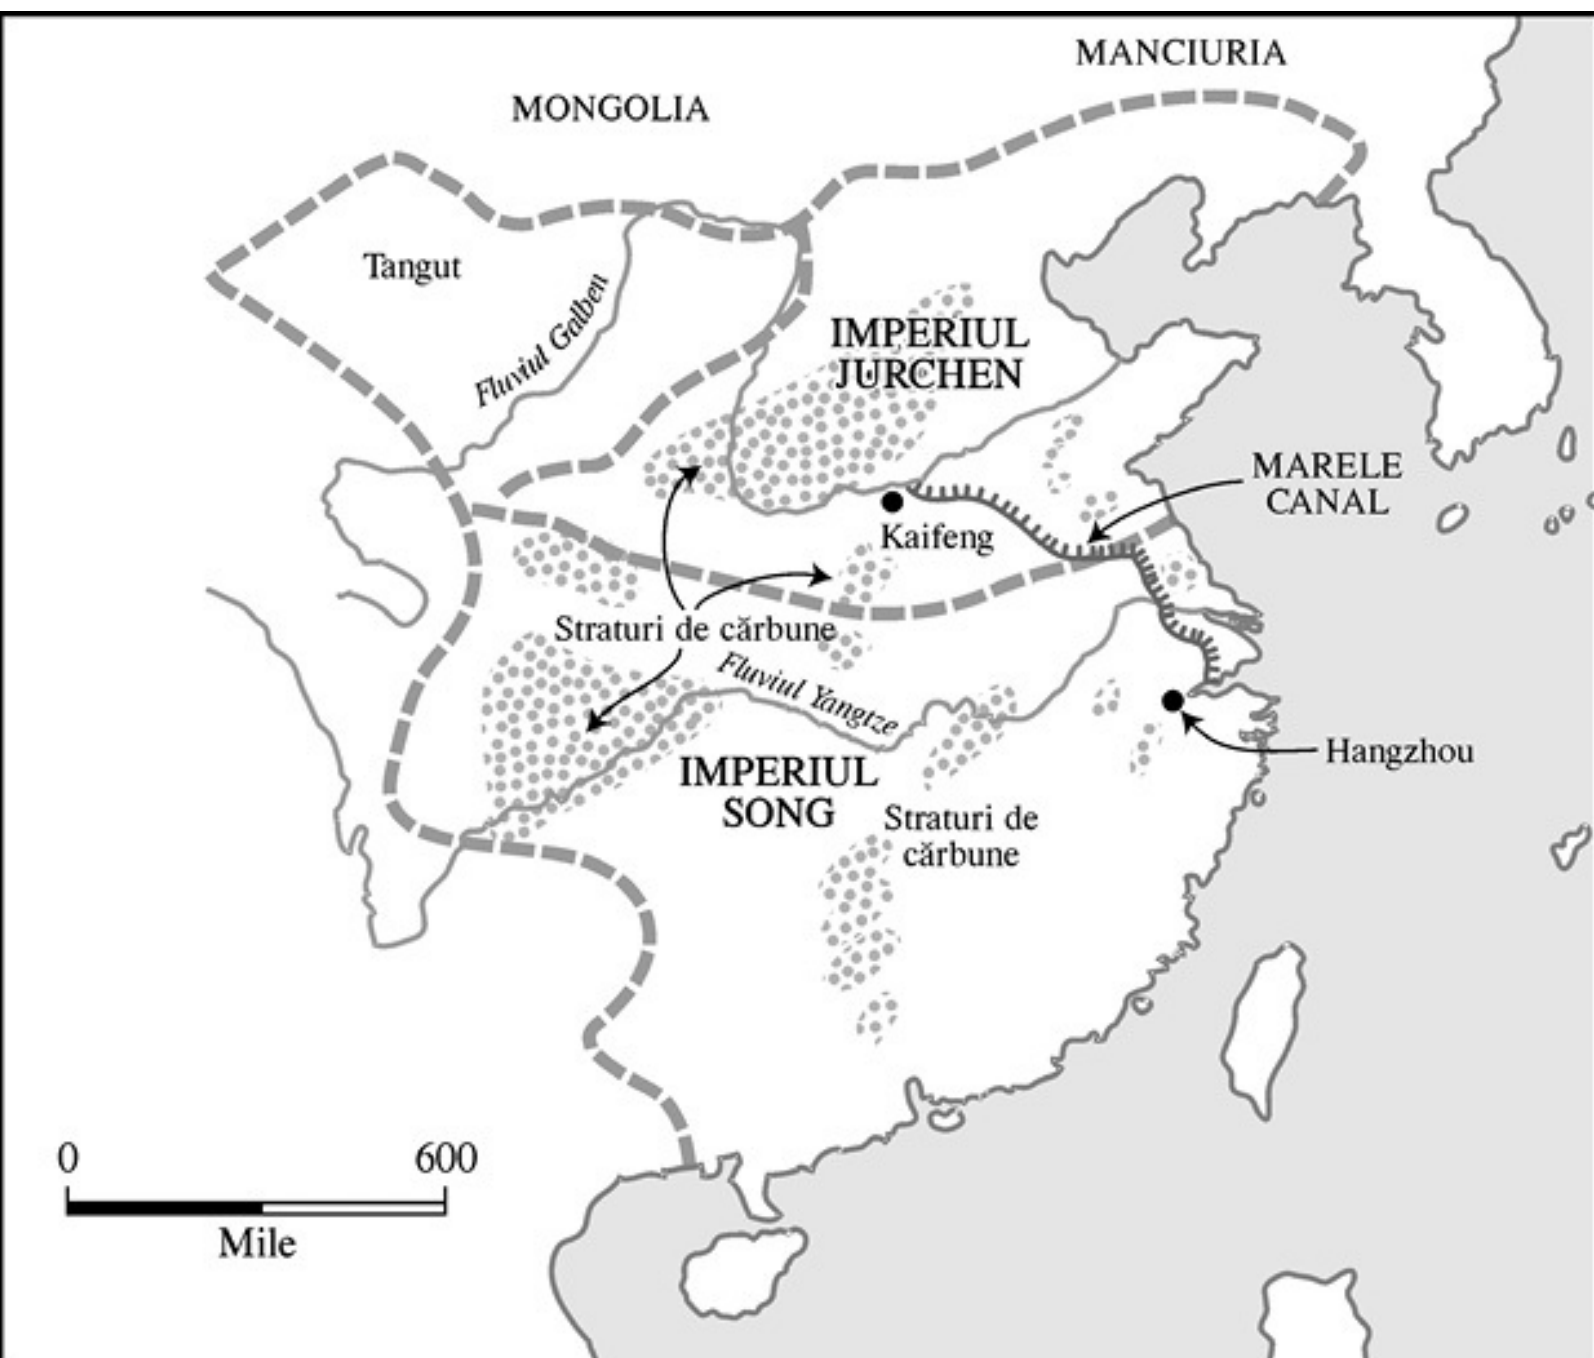 MANCIURIA
MONGOLIA
Tangut
Fluviul Galben
IMPERIUL
JURCHEN
MARELE
CANAL
Kaifeng
Straturi de cărbune
Fluviul Yangtze
Hangzhou
IMPERIUL
SONG
Straturi de
cărbune
0 600
Mile